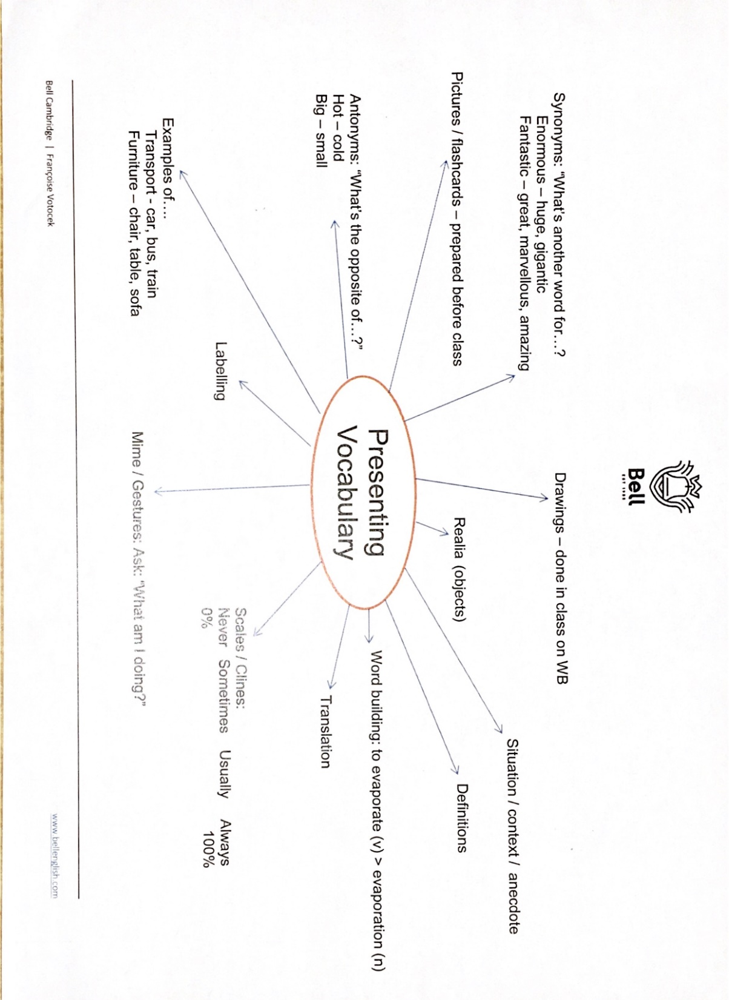 Bell
EST 1955
Synonyms: “What's another word for…?
Enormous – huge, gigantic
Fantastic – great, marvellous, amazing
Drawings – done in class on WB
Situation / context / anecdote
Pictures / flashcards – prepared before class
Realia (objects)
Definitions
Presenting
Vocabulary
Word building: to evaporate (v) > evaporation (n)
Antonyms: “What's the opposite of…?”
Hot – cold
Big – small
Translation
Labelling
Scales / Clines:
Never Sometimes Usually Always
0% 100%
Examples of….
Transport - car, bus, train
Furniture – chair, table, sofa
Mime / Gestures: Ask: “What am I doing?”
Bell Cambridge | Françoise Votocek
www.bellenglish.com